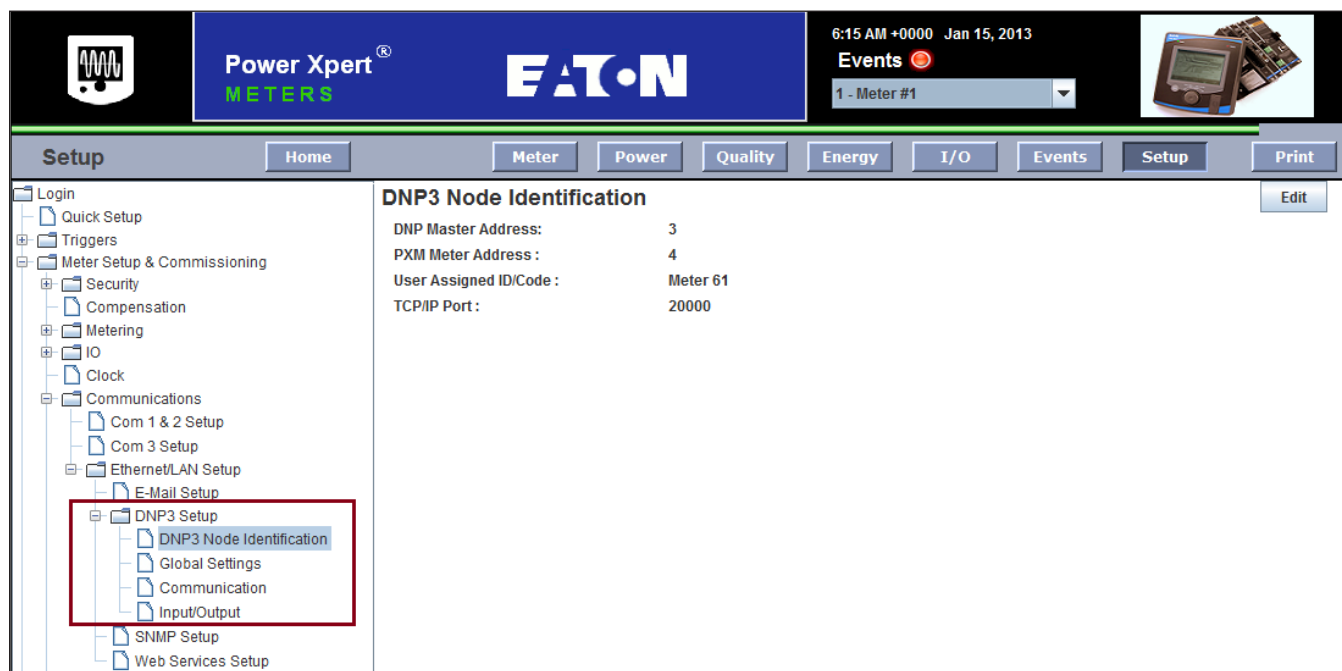 6:15 AM +0000 Jan 15, 2013
Power Xpert®
METERS
EATON
Events
1 - Meter #1
Setup
Home
Meter
Power
Quality
Energy
I/O
Events
Setup
Print
Login
Quick Setup
Triggers
Meter Setup & Commissioning
Security
Compensation
Metering
IO
Clock
Communications
Com 1 & 2 Setup
Com 3 Setup
Ethernet/LAN Setup
E-Mail Setup
DNP3 Setup
DNP3 Node Identification
Global Settings
Communication
Input/Output
SNMP Setup
Web Services Setup
DNP3 Node Identification
Edit
DNP Master Address: 3
PXM Meter Address : 4
User Assigned ID/Code : Meter 61
TCP/IP Port : 20000